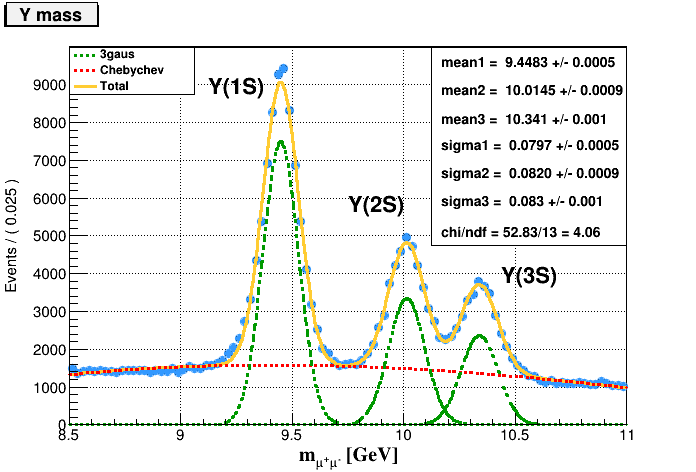 Y mass
3gaus
Chebychev
Total
Y(1S)
Y(2S)
Y(3S)
mean1 = 9.4483 +/- 0.0005
mean2 = 10.0145 +/- 0.0009
mean3 = 10.341 +/- 0.001
sigma1 = 0.0797 +/- 0.0005
sigma2 = 0.0820 +/- 0.0009
sigma3 = 0.083 +/- 0.001
chi/ndf = 52.83/13 = 4.06
Events / ( 0.025 )
9000
8000
7000
6000
5000
4000
3000
2000
1000
0
8.5 9 9.5 10 10.5 11
m_μ⁺μ⁻ [GeV]